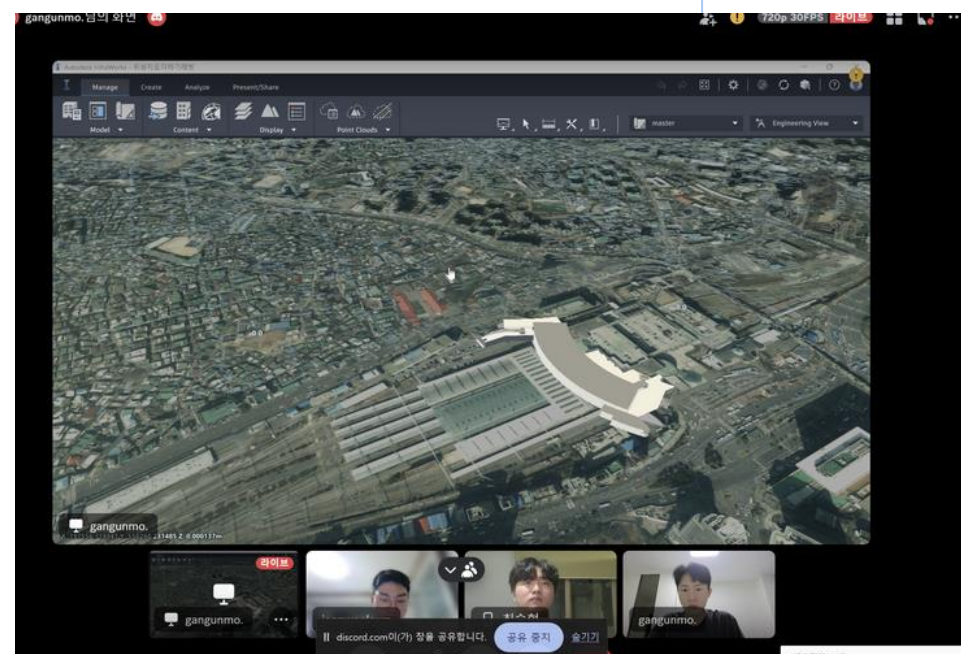 gangunmo.님의 화면
720p 30FPS 라이브
Manage Create Analyze Present/Share
Model Content Display Point Clouds
master Engineering View
gangunmo.
라이브
gangunmo.
gangunmo.
discord.com이(가) 창을 공유합니다. 공유 중지 숨기기